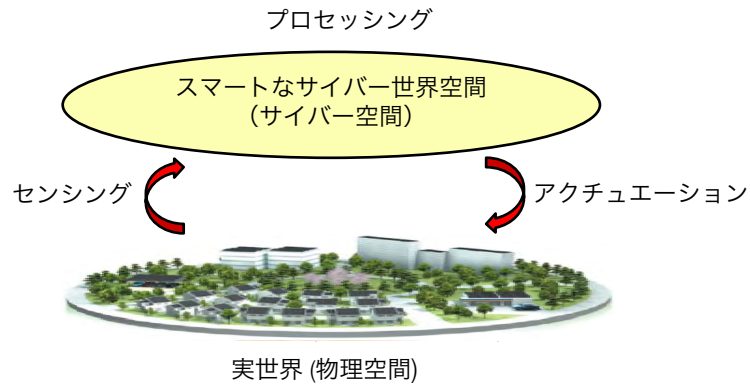 プロセッシング
スマートなサイバー世界空間
（サイバー空間）
センシング
アクチュエーション
実世界 (物理空間)